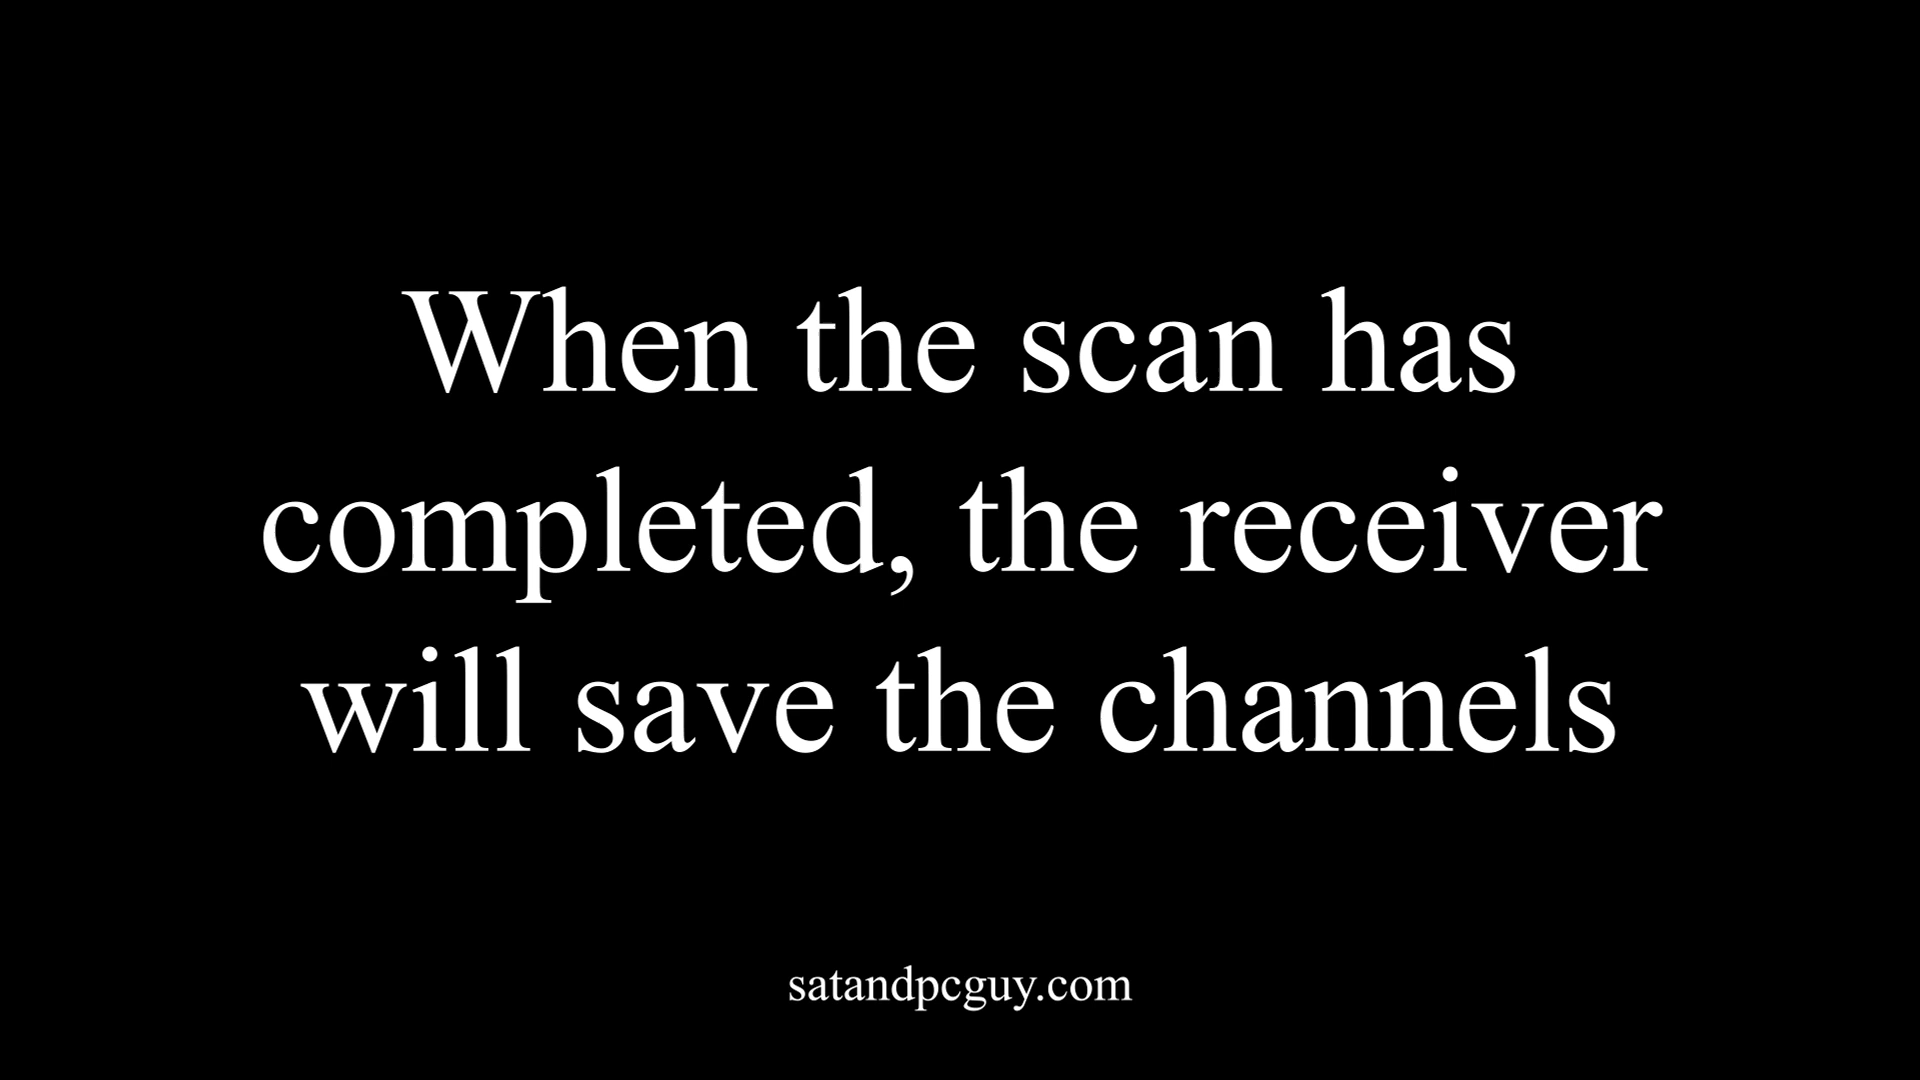 When the scan has
completed, the receiver
will save the channels
satandpcguy.com